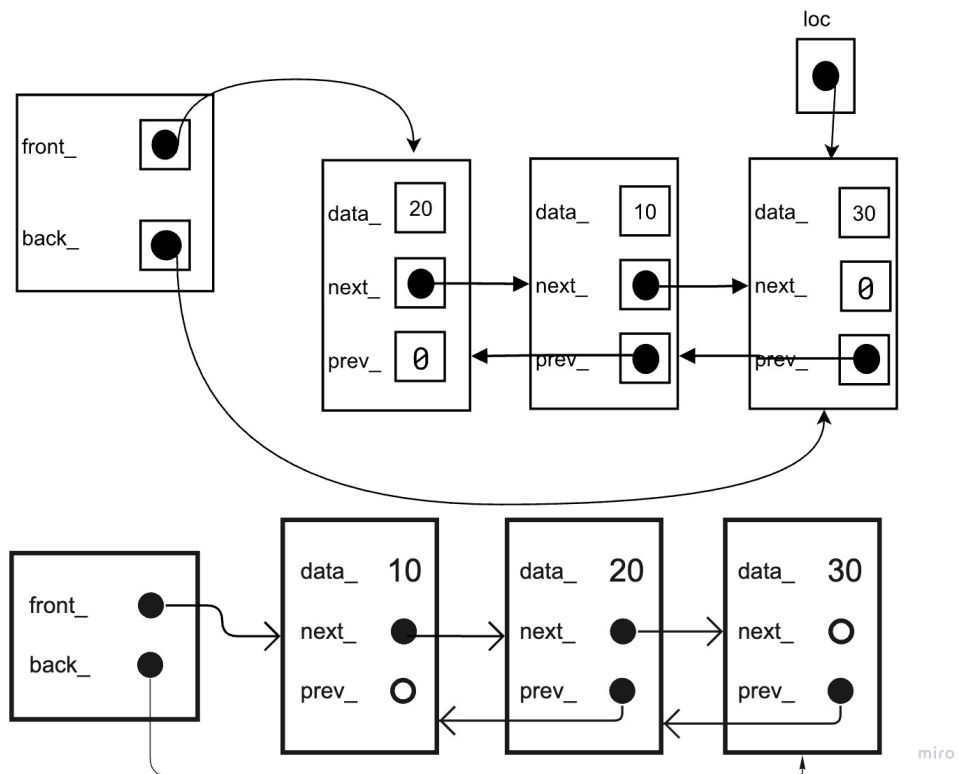 loc
front_
back_
data_ 20
next_
prev_ 0
data_ 10
next_
prev_
data_ 30
next_ 0
prev_
front_
back_
data_ 10
next_
prev_
data_ 20
next_
prev_
data_ 30
next_
prev_
miro